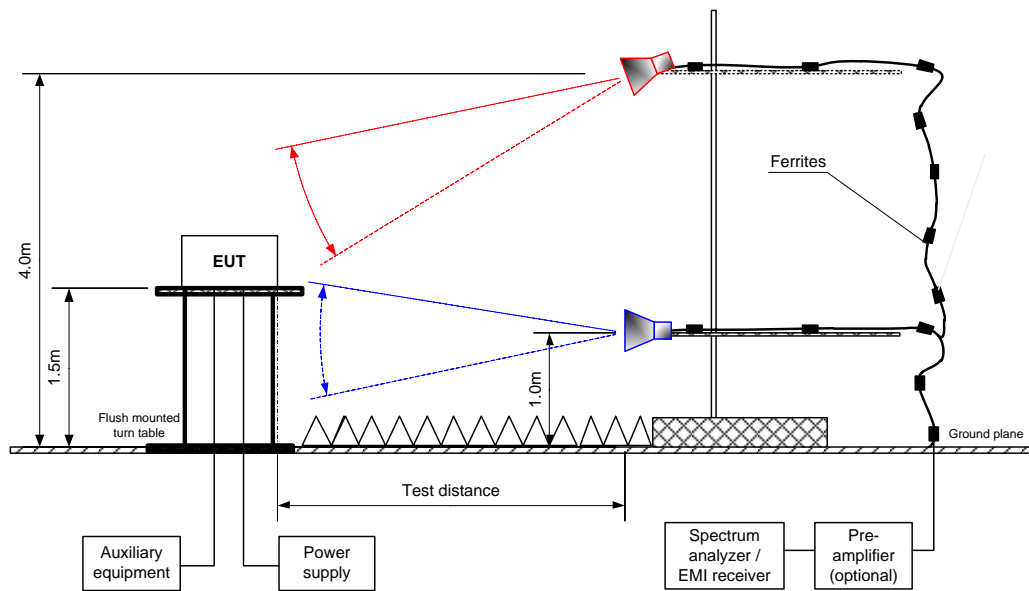 4.0m
Ferrites
EUT
1.5m
1.0m
Flush mounted
turn table
Ground plane
Test distance
Auxiliary
equipment
Power
supply
Spectrum
analyzer /
EMI receiver
Pre-
amplifier
(optional)